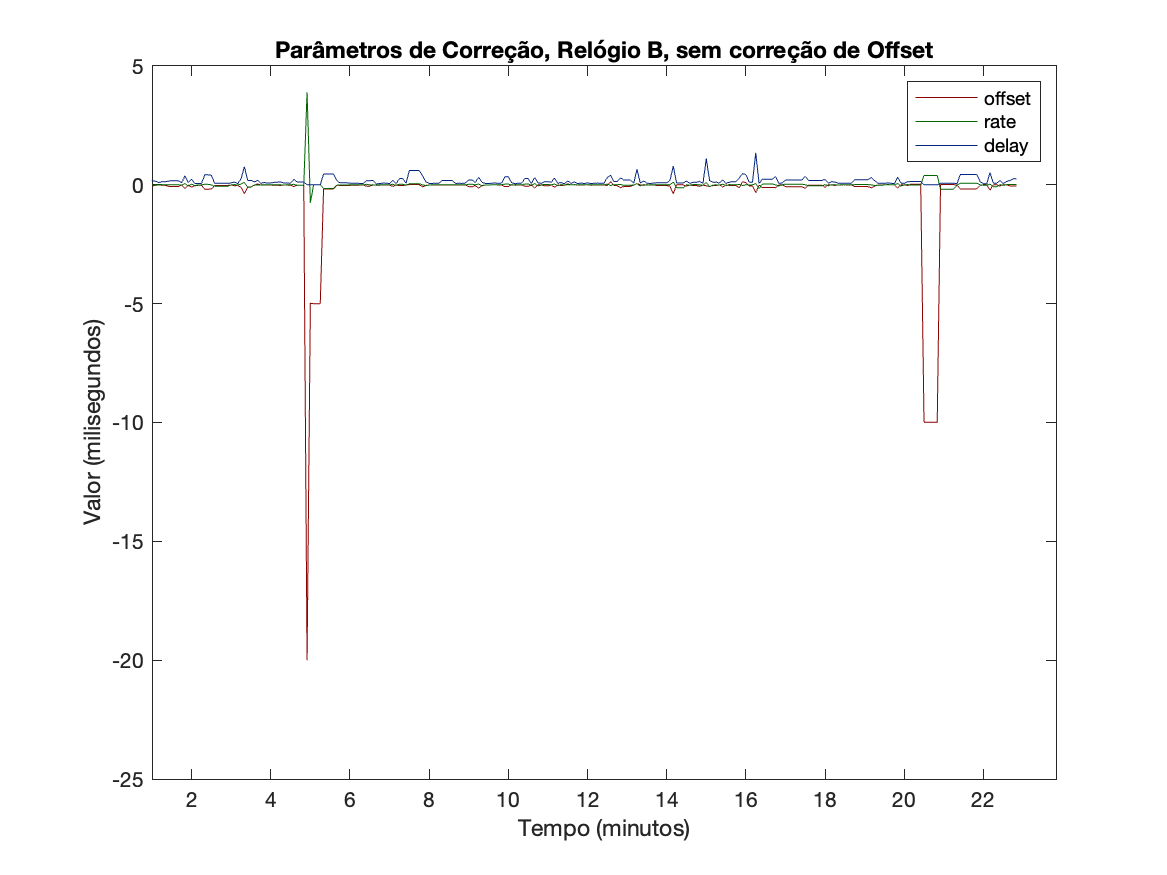 Parâmetros de Correção, Relógio B, sem correção de Offset
5
0
-5
-10
-15
-20
-25
Valor (milisegundos)
offset
rate
delay
2 4 6 8 10 12 14 16 18 20 22
Tempo (minutos)